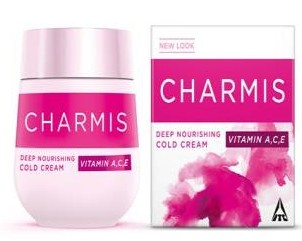 CHARMIS
DEEP NOURISHING
COLD CREAM
VITAMIN A,C,E
NEW LOOK
CHARMIS
DEEP NOURISHING
COLD CREAM
VITAMIN A,C,E